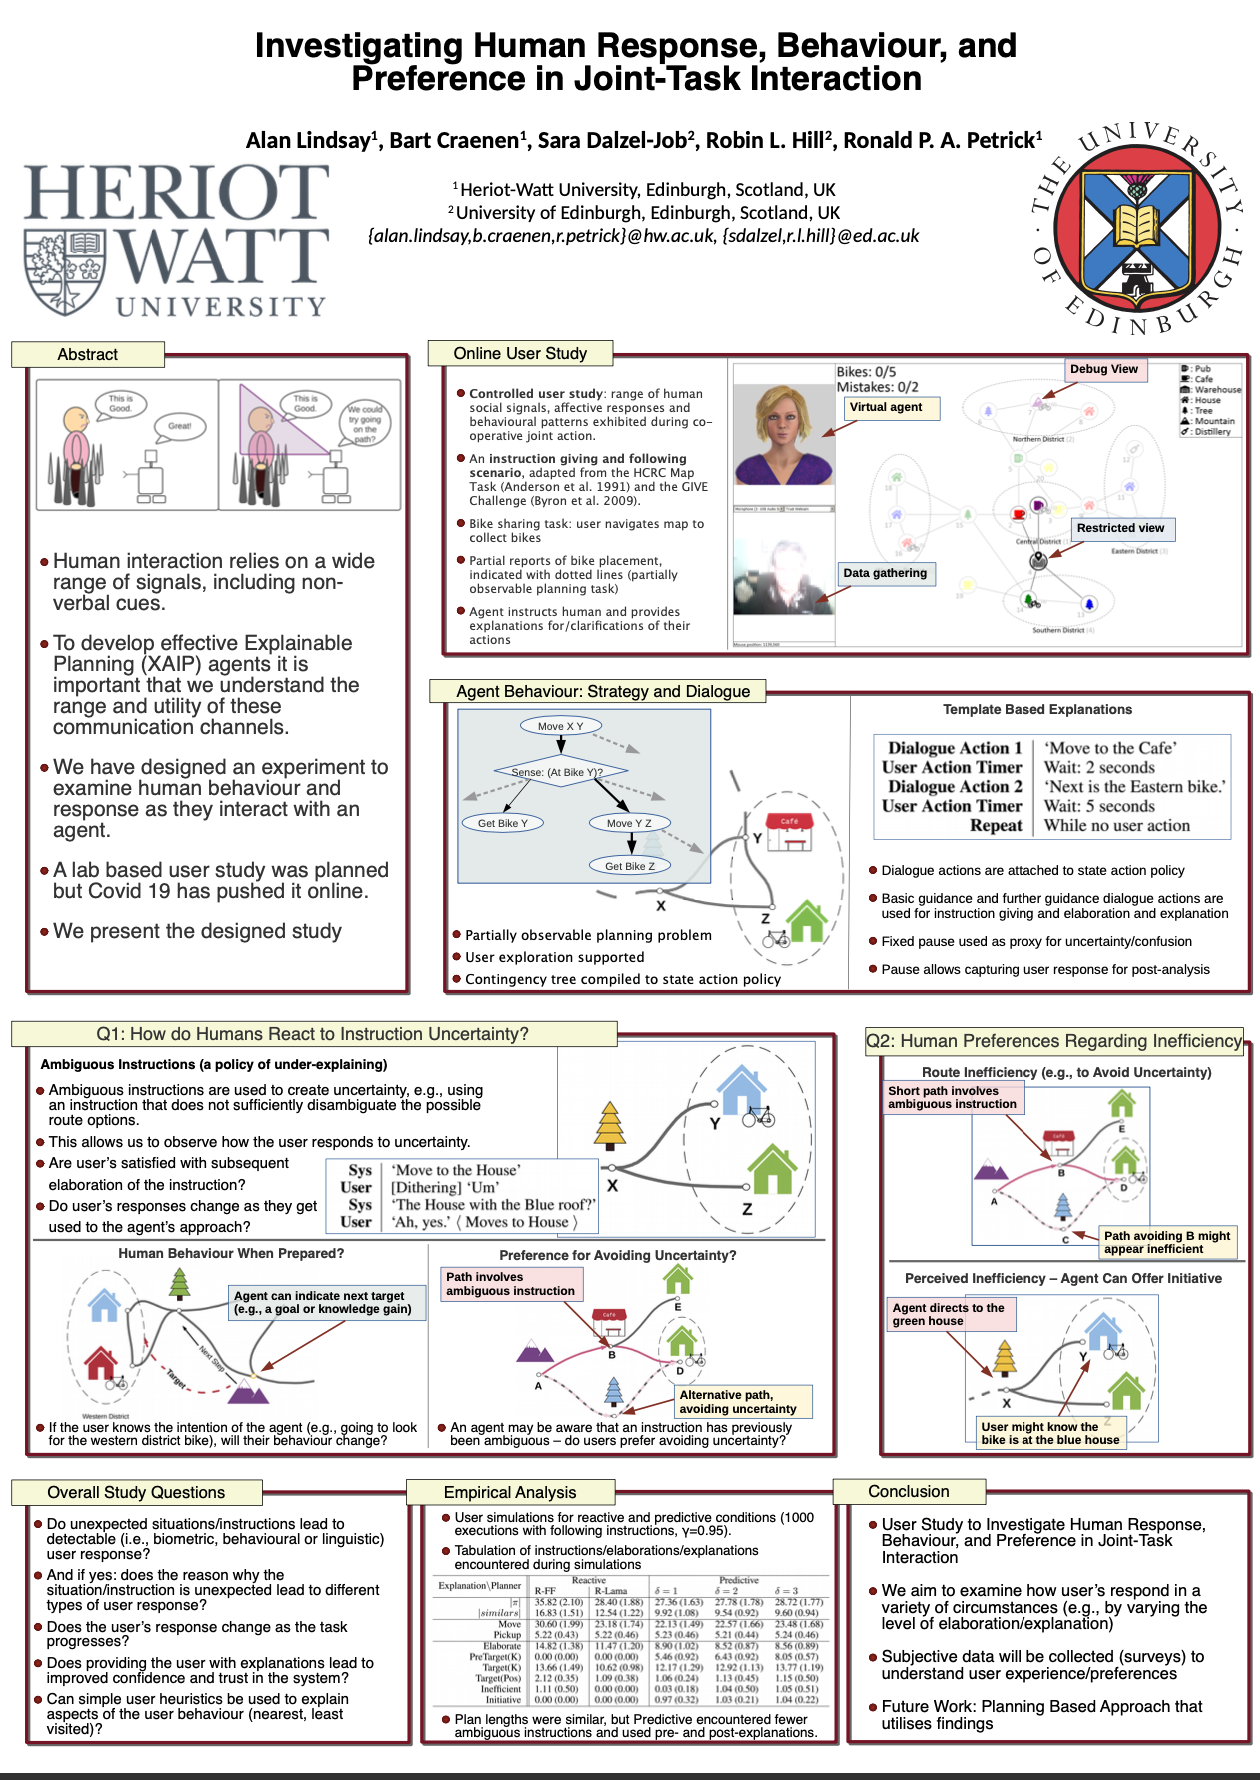 Investigating Human Response, Behaviour, and
Preference in Joint-Task Interaction
Alan Lindsay1, Bart Craenen1, Sara Dalzel-Job2, Robin L. Hill2, Ronald P. A. Petrick1
1 Heriot-Watt University, Edinburgh, Scotland, UK
2 University of Edinburgh, Edinburgh, Scotland, UK
{alan.lindsay,b.craenen,r.petrick}@hw.ac.uk, {sdalzel,r.l.hill}@ed.ac.uk
HERIOT
WATT
UNIVERSITY
THE UNIVERSITY OF EDINBURGH
Abstract
This is
Good.
Great!
This is
Good.
We could
try going
on the
path?
Human interaction relies on a wide
range of signals, including non-
verbal cues.
To develop effective Explainable
Planning (XAIP) agents it is
important that we understand the
range and utility of these
communication channels.
We have designed an experiment to
examine human behaviour and
response as they interact with an
agent.
A lab based user study was planned
but Covid 19 has pushed it online.
We present the designed study
Online User Study
Controlled user study: range of human
social signals, affective responses and
behavioural patterns exhibited during co-
operative joint action.
An instruction giving and following
scenario, adapted from the HCRC Map
Task (Anderson et al. 1991) and the GIVE
Challenge (Byron et al. 2009).
Bike sharing task: user navigates map to
collect bikes
Partial reports of bike placement,
indicated with dotted lines (partially
observable planning task)
Agent instructs human and provides
explanations for/clarifications of their
actions
Bikes: 0/5
Mistakes: 0/2
Virtual agent
Debug View
Restricted view
Data gathering
: Pub
: Cafe
: Warehouse
: House
: Tree
: Mountain
: Distillery
Northern District (2)
Central District
Eastern District (3)
Southern District (4)
Agent Behaviour: Strategy and Dialogue
Move X Y
Sense: (At Bike Y)?
Get Bike Y
Move Y Z
Get Bike Z
Cafe
Y
X
Z
Partially observable planning problem
User exploration supported
Contingency tree compiled to state action policy
Template Based Explanations
Dialogue Action 1 ‘Move to the Cafe’
User Action Timer Wait: 2 seconds
Dialogue Action 2 ‘Next is the Eastern bike.’
User Action Timer Wait: 5 seconds
Repeat While no user action
Dialogue actions are attached to state action policy
Basic guidance and further guidance dialogue actions are
used for instruction giving and elaboration and explanation
Fixed pause used as proxy for uncertainty/confusion
Pause allows capturing user response for post-analysis
Q1: How do Humans React to Instruction Uncertainty?
Ambiguous Instructions (a policy of under-explaining)
Ambiguous instructions are used to create uncertainty, e.g., using
an instruction that does not sufficiently disambiguate the possible
route options.
This allows us to observe how the user responds to uncertainty.
Are user’s satisfied with subsequent
elaboration of the instruction?
Do user’s responses change as they get
used to the agent’s approach?
Sys ‘Move to the House’
User [Dithering] ‘Um’
Sys ‘The House with the Blue roof?’
User ‘Ah, yes.’ ⟨ Moves to House ⟩
Y
X
Z
Human Behaviour When Prepared?
Agent can indicate next target
(e.g., a goal or knowledge gain)
Next Step
Target
Western District
If the user knows the intention of the agent (e.g., going to look
for the western district bike), will their behaviour change?
Preference for Avoiding Uncertainty?
Path involves
ambiguous instruction
Cafe
E
B
D
A
Alternative path,
avoiding uncertainty
An agent may be aware that an instruction has previously
been ambiguous – do users prefer avoiding uncertainty?
Q2: Human Preferences Regarding Inefficiency
Route Inefficiency (e.g., to Avoid Uncertainty)
Short path involves
ambiguous instruction
Cafe
E
B
D
A
C
Path avoiding B might
appear inefficient
Perceived Inefficiency – Agent Can Offer Initiative
Agent directs to the
green house
Y
X
Z
User might know the
bike is at the blue house
Overall Study Questions
Do unexpected situations/instructions lead to
detectable (i.e., biometric, behavioural or linguistic)
user response?
And if yes: does the reason why the
situation/instruction is unexpected lead to different
types of user response?
Does the user’s response change as the task
progresses?
Does providing the user with explanations lead to
improved confidence and trust in the system?
Can simple user heuristics be used to explain
aspects of the user behaviour (nearest, least
visited)?
Empirical Analysis
User simulations for reactive and predictive conditions (1000
executions with following instructions, γ=0.95).
Tabulation of instructions/elaborations/explanations
encountered during simulations
Explanation\Planner Reactive Predictive
R-FF R-Lama δ = 1 δ = 2 δ = 3
|π| 35.82 (2.10) 28.40 (1.88) 27.36 (1.63) 27.78 (1.78) 28.72 (1.77)
|similars| 16.83 (1.51) 12.54 (1.22) 9.92 (1.08) 9.54 (0.92) 9.60 (0.94)
Move 30.60 (1.99) 23.18 (1.74) 22.13 (1.49) 22.57 (1.66) 23.48 (1.68)
Pickup 5.22 (0.43) 5.22 (0.46) 5.23 (0.46) 5.21 (0.44) 5.24 (0.46)
Elaborate 14.82 (1.38) 11.47 (1.20) 8.90 (1.02) 8.52 (0.87) 8.56 (0.89)
PreTarget(K) 0.00 (0.00) 0.00 (0.00) 5.46 (0.92) 6.43 (0.92) 8.05 (0.57)
Target(K) 13.66 (1.49) 10.62 (0.98) 12.17 (1.29) 12.92 (1.13) 13.77 (1.19)
Target(Pos) 2.12 (0.35) 1.09 (0.38) 1.06 (0.24) 1.13 (0.45) 1.15 (0.50)
Inefficient 1.11 (0.50) 0.00 (0.00) 0.03 (0.18) 1.04 (0.50) 1.05 (0.51)
Initiative 0.00 (0.00) 0.00 (0.00) 0.97 (0.32) 1.03 (0.21) 1.04 (0.22)
Plan lengths were similar, but Predictive encountered fewer
ambiguous instructions and used pre- and post-explanations.
Conclusion
User Study to Investigate Human Response,
Behaviour, and Preference in Joint-Task
Interaction
We aim to examine how user’s respond in a
variety of circumstances (e.g., by varying the
level of elaboration/explanation)
Subjective data will be collected (surveys) to
understand user experience/preferences
Future Work: Planning Based Approach that
utilises findings